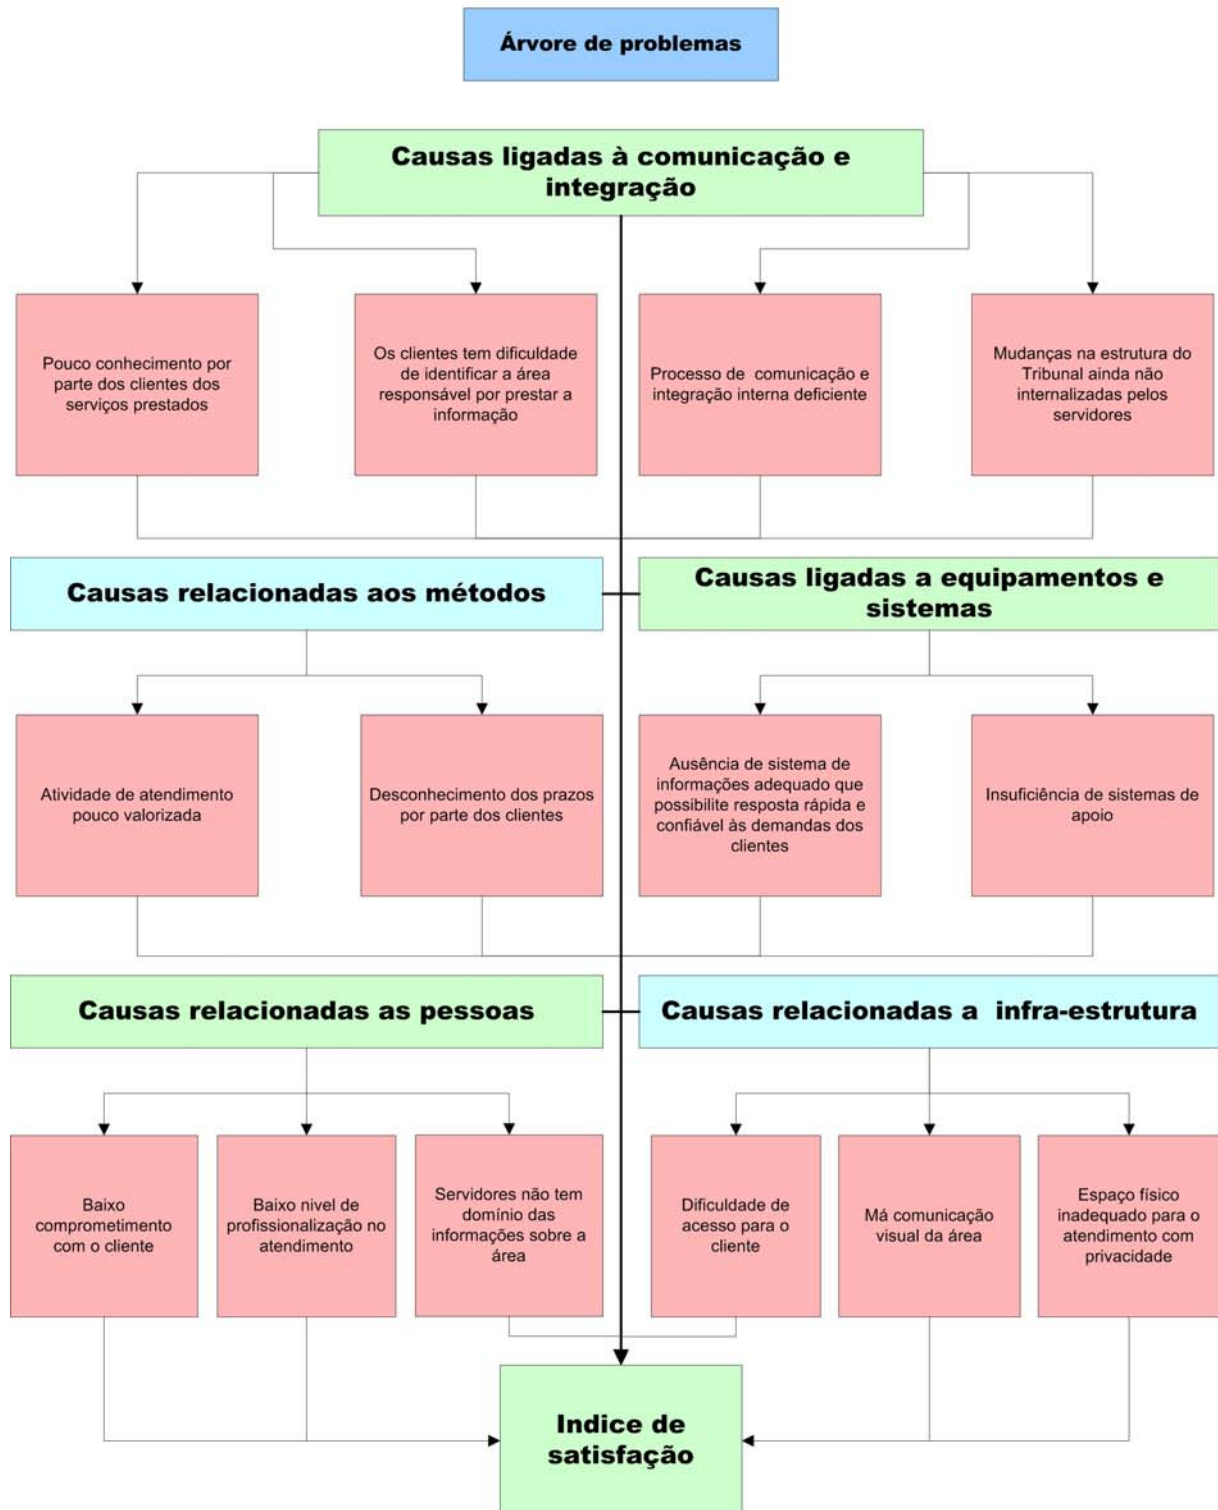 Árvore de problemas
Causas ligadas à comunicação e
integração
Pouco conhecimento por
parte dos clientes dos
serviços prestados
Os clientes tem dificuldade
de identificar a área
responsável por prestar a
informação
Processo de comunicação e
integração interna deficiente
Mudanças na estrutura do
Tribunal ainda não
internalizadas pelos
servidores
Causas relacionadas aos métodos
Causas ligadas a equipamentos e
sistemas
Atividade de atendimento
pouco valorizada
Desconhecimento dos prazos
por parte dos clientes
Ausência de sistema de
informações adequado que
possibilite resposta rápida e
confiável às demandas dos
clientes
Insuficiência de sistemas de
apoio
Causas relacionadas as pessoas
Causas relacionadas a infra-estrutura
Baixo
comprometimento
com o cliente
Baixo nivel de
profissionalização no
atendimento
Servidores não tem
domínio das
informações sobre a
área
Dificuldade de
acesso para o
cliente
Má comunicação
visual da área
Espaço físico
inadequado para o
atendimento com
privacidade
Indice de
satisfação